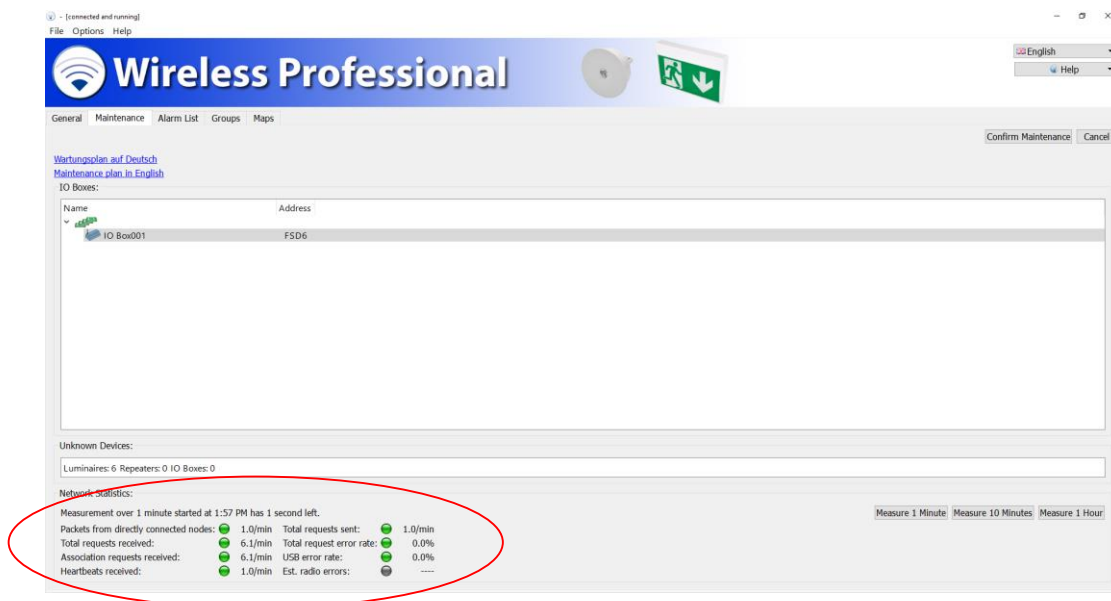 - [connected and running]
File Options Help
Wireless Professional
English
Help
General Maintenance Alarm List Groups Maps
Confirm Maintenance Cancel
Wartungsplan auf Deutsch
Maintenance plan in English
IO Boxes:
Name Address
IO Box001 FSD6
Unknown Devices:
Luminaires: 6 Repeaters: 0 IO Boxes: 0
Network Statistics:
Measurement over 1 minute started at 1:57 PM has 1 second left.
Measure 1 Minute Measure 10 Minutes Measure 1 Hour
Packets from directly connected nodes: 1.0/min Total requests sent: 1.0/min
Total requests received: 6.1/min Total request error rate: 0.0%
Association requests received: 6.1/min USB error rate: 0.0%
Heartbeats received: 1.0/min Est. radio errors: ----